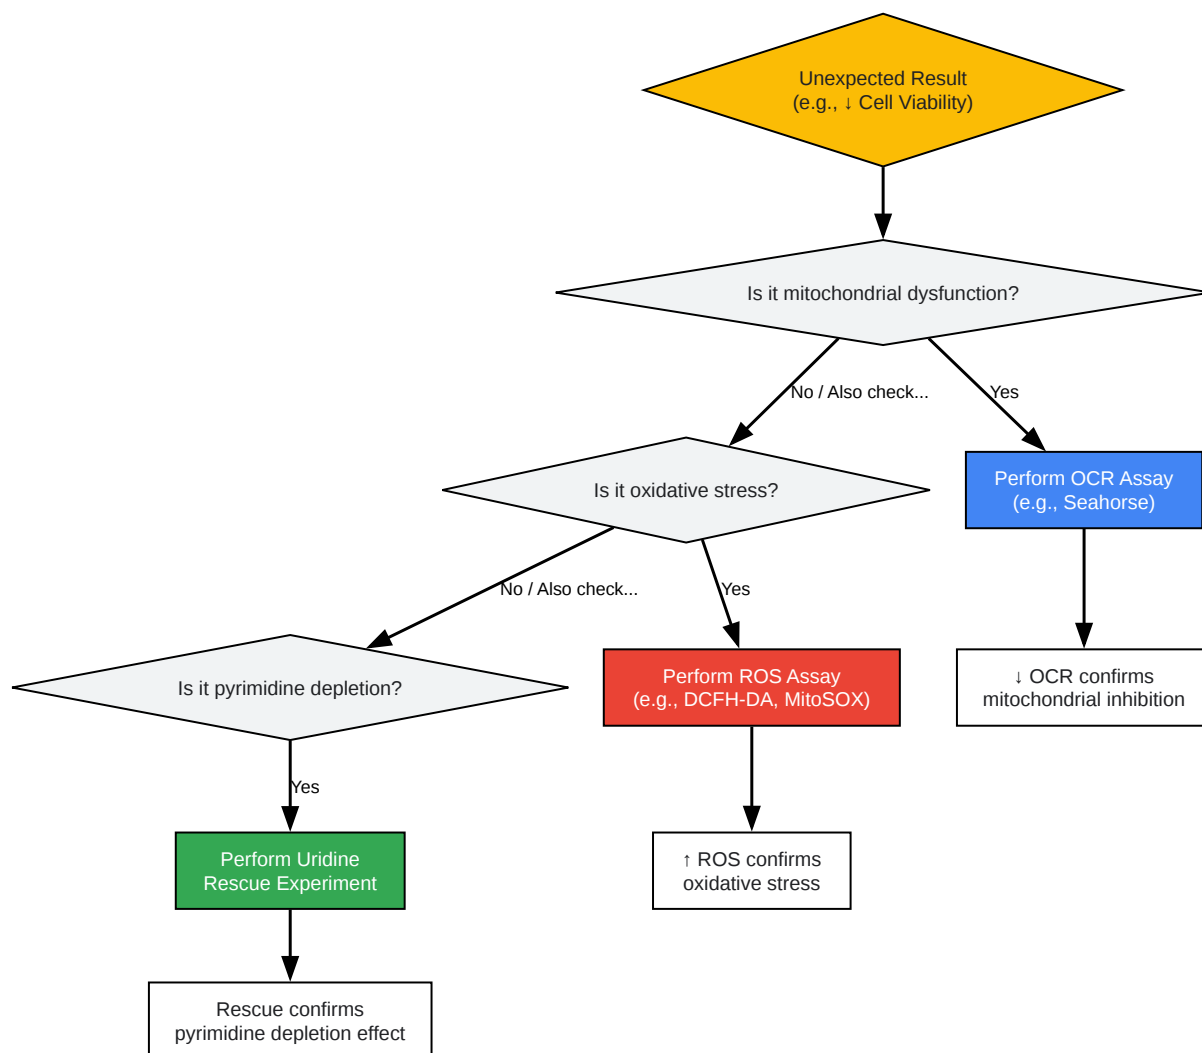 Unexpected Result
(e.g., ↓ Cell Viability)
Is it mitochondrial dysfunction?
No / Also check...
Yes
Is it oxidative stress?
Perform OCR Assay
(e.g., Seahorse)
No / Also check...
Yes
Is it pyrimidine depletion?
Perform ROS Assay
(e.g., DCFH-DA, MitoSOX)
↓ OCR confirms
mitochondrial inhibition
Yes
Perform Uridine
Rescue Experiment
↑ ROS confirms
oxidative stress
Rescue confirms
pyrimidine depletion effect